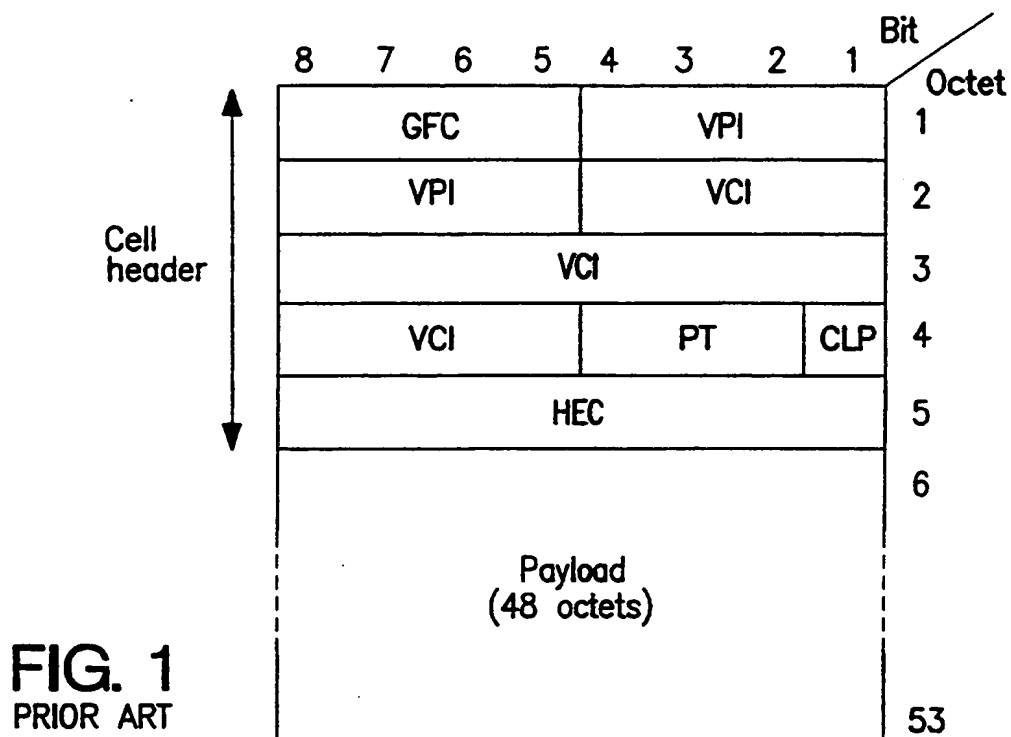 Bit
8 7 6 5 4 3 2 1
Octet
GFC VPI 1
VPI VCI 2
Cell header
VCI 3
VCI PT CLP 4
HEC 5
6
Payload
(48 octets)
FIG. 1
PRIOR ART
53